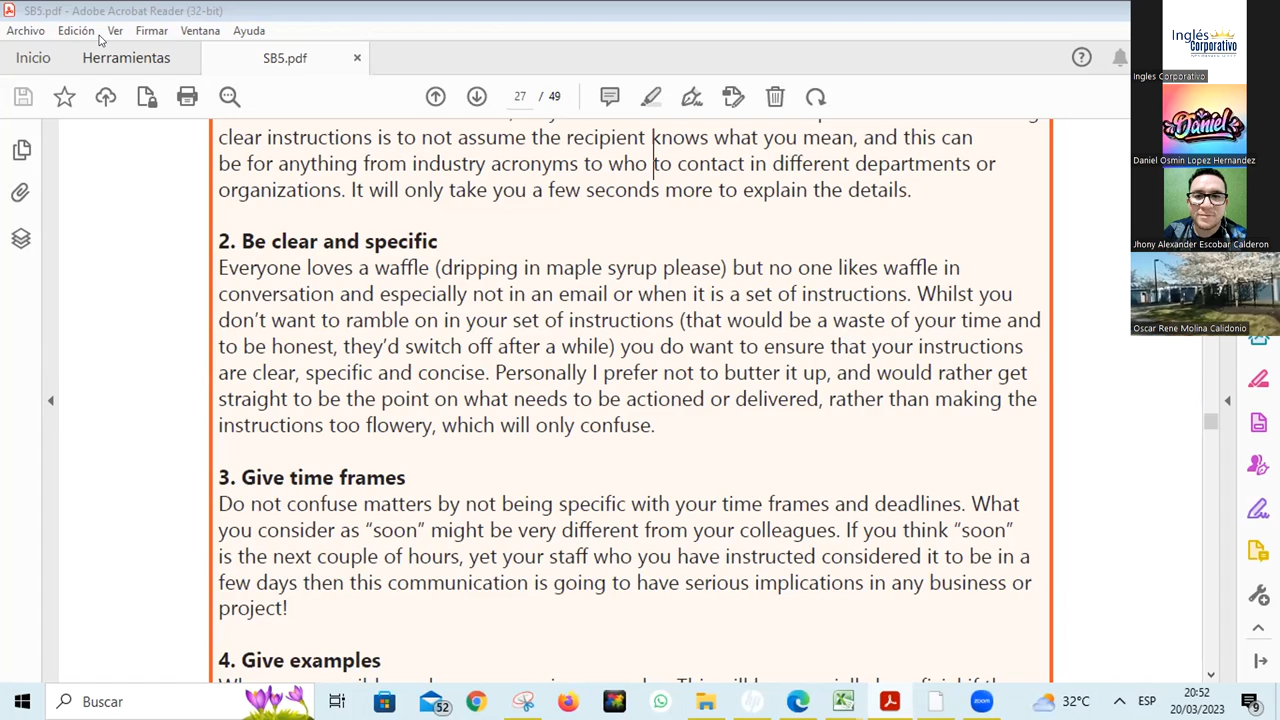 SB5.pdf - Adobe Acrobat Reader (32-bit)
Archivo Edición Ver Firmar Ventana Ayuda
Inicio Herramientas SB5.pdf ×
27 / 49
clear instructions is to not assume the recipient knows what you mean, and this can
be for anything from industry acronyms to who to contact in different departments or
organizations. It will only take you a few seconds more to explain the details.
2. Be clear and specific
Everyone loves a waffle (dripping in maple syrup please) but no one likes waffle in
conversation and especially not in an email or when it is a set of instructions. Whilst you
don't want to ramble on in your set of instructions (that would be a waste of your time and
to be honest, they'd switch off after a while) you do want to ensure that your instructions
are clear, specific and concise. Personally I prefer not to butter it up, and would rather get
straight to be the point on what needs to be actioned or delivered, rather than making the
instructions too flowery, which will only confuse.
3. Give time frames
Do not confuse matters by not being specific with your time frames and deadlines. What
you consider as “soon” might be very different from your colleagues. If you think “soon”
is the next couple of hours, yet your staff who you have instructed considered it to be in a
few days then this communication is going to have serious implications in any business or
project!
4. Give examples
Inglés
Corporativo
Ingles Corporativo
Daniel
Daniel Osmin Lopez Hernandez
Jhony Alexander Escobar Calderon
Oscar Rene Molina Calidonio
Buscar
52
zoom
32°C
ESP
20:52
20/03/2023
9